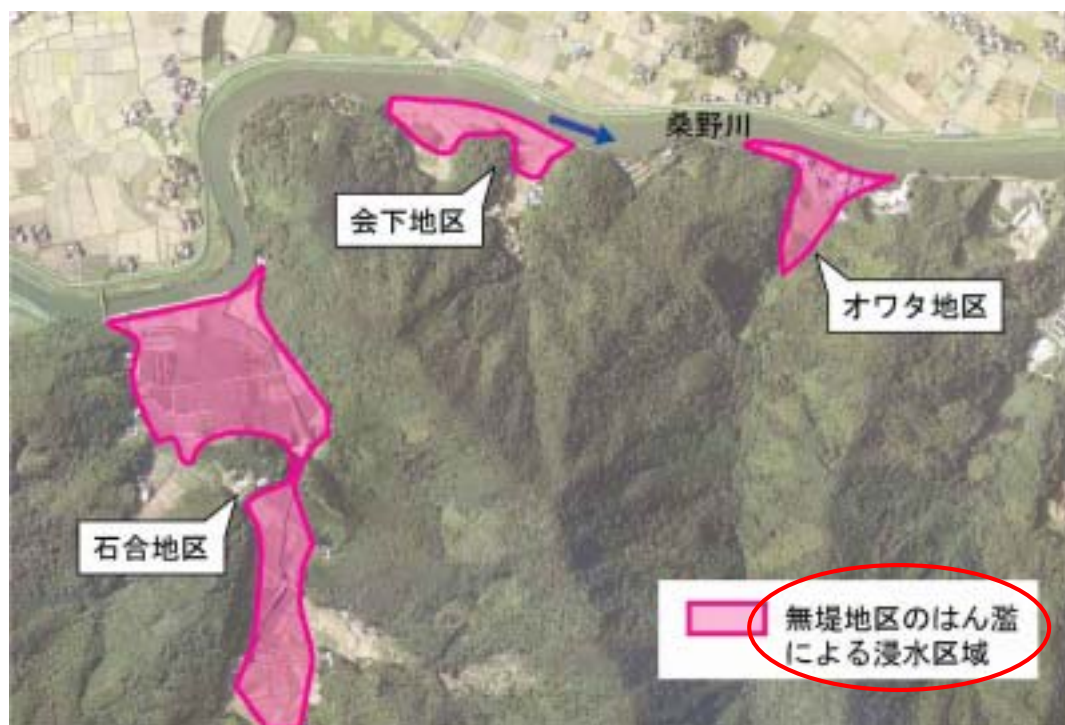 桑野川
会下地区
オワタ地区
石合地区
無堤地区のはん濫
による浸水区域